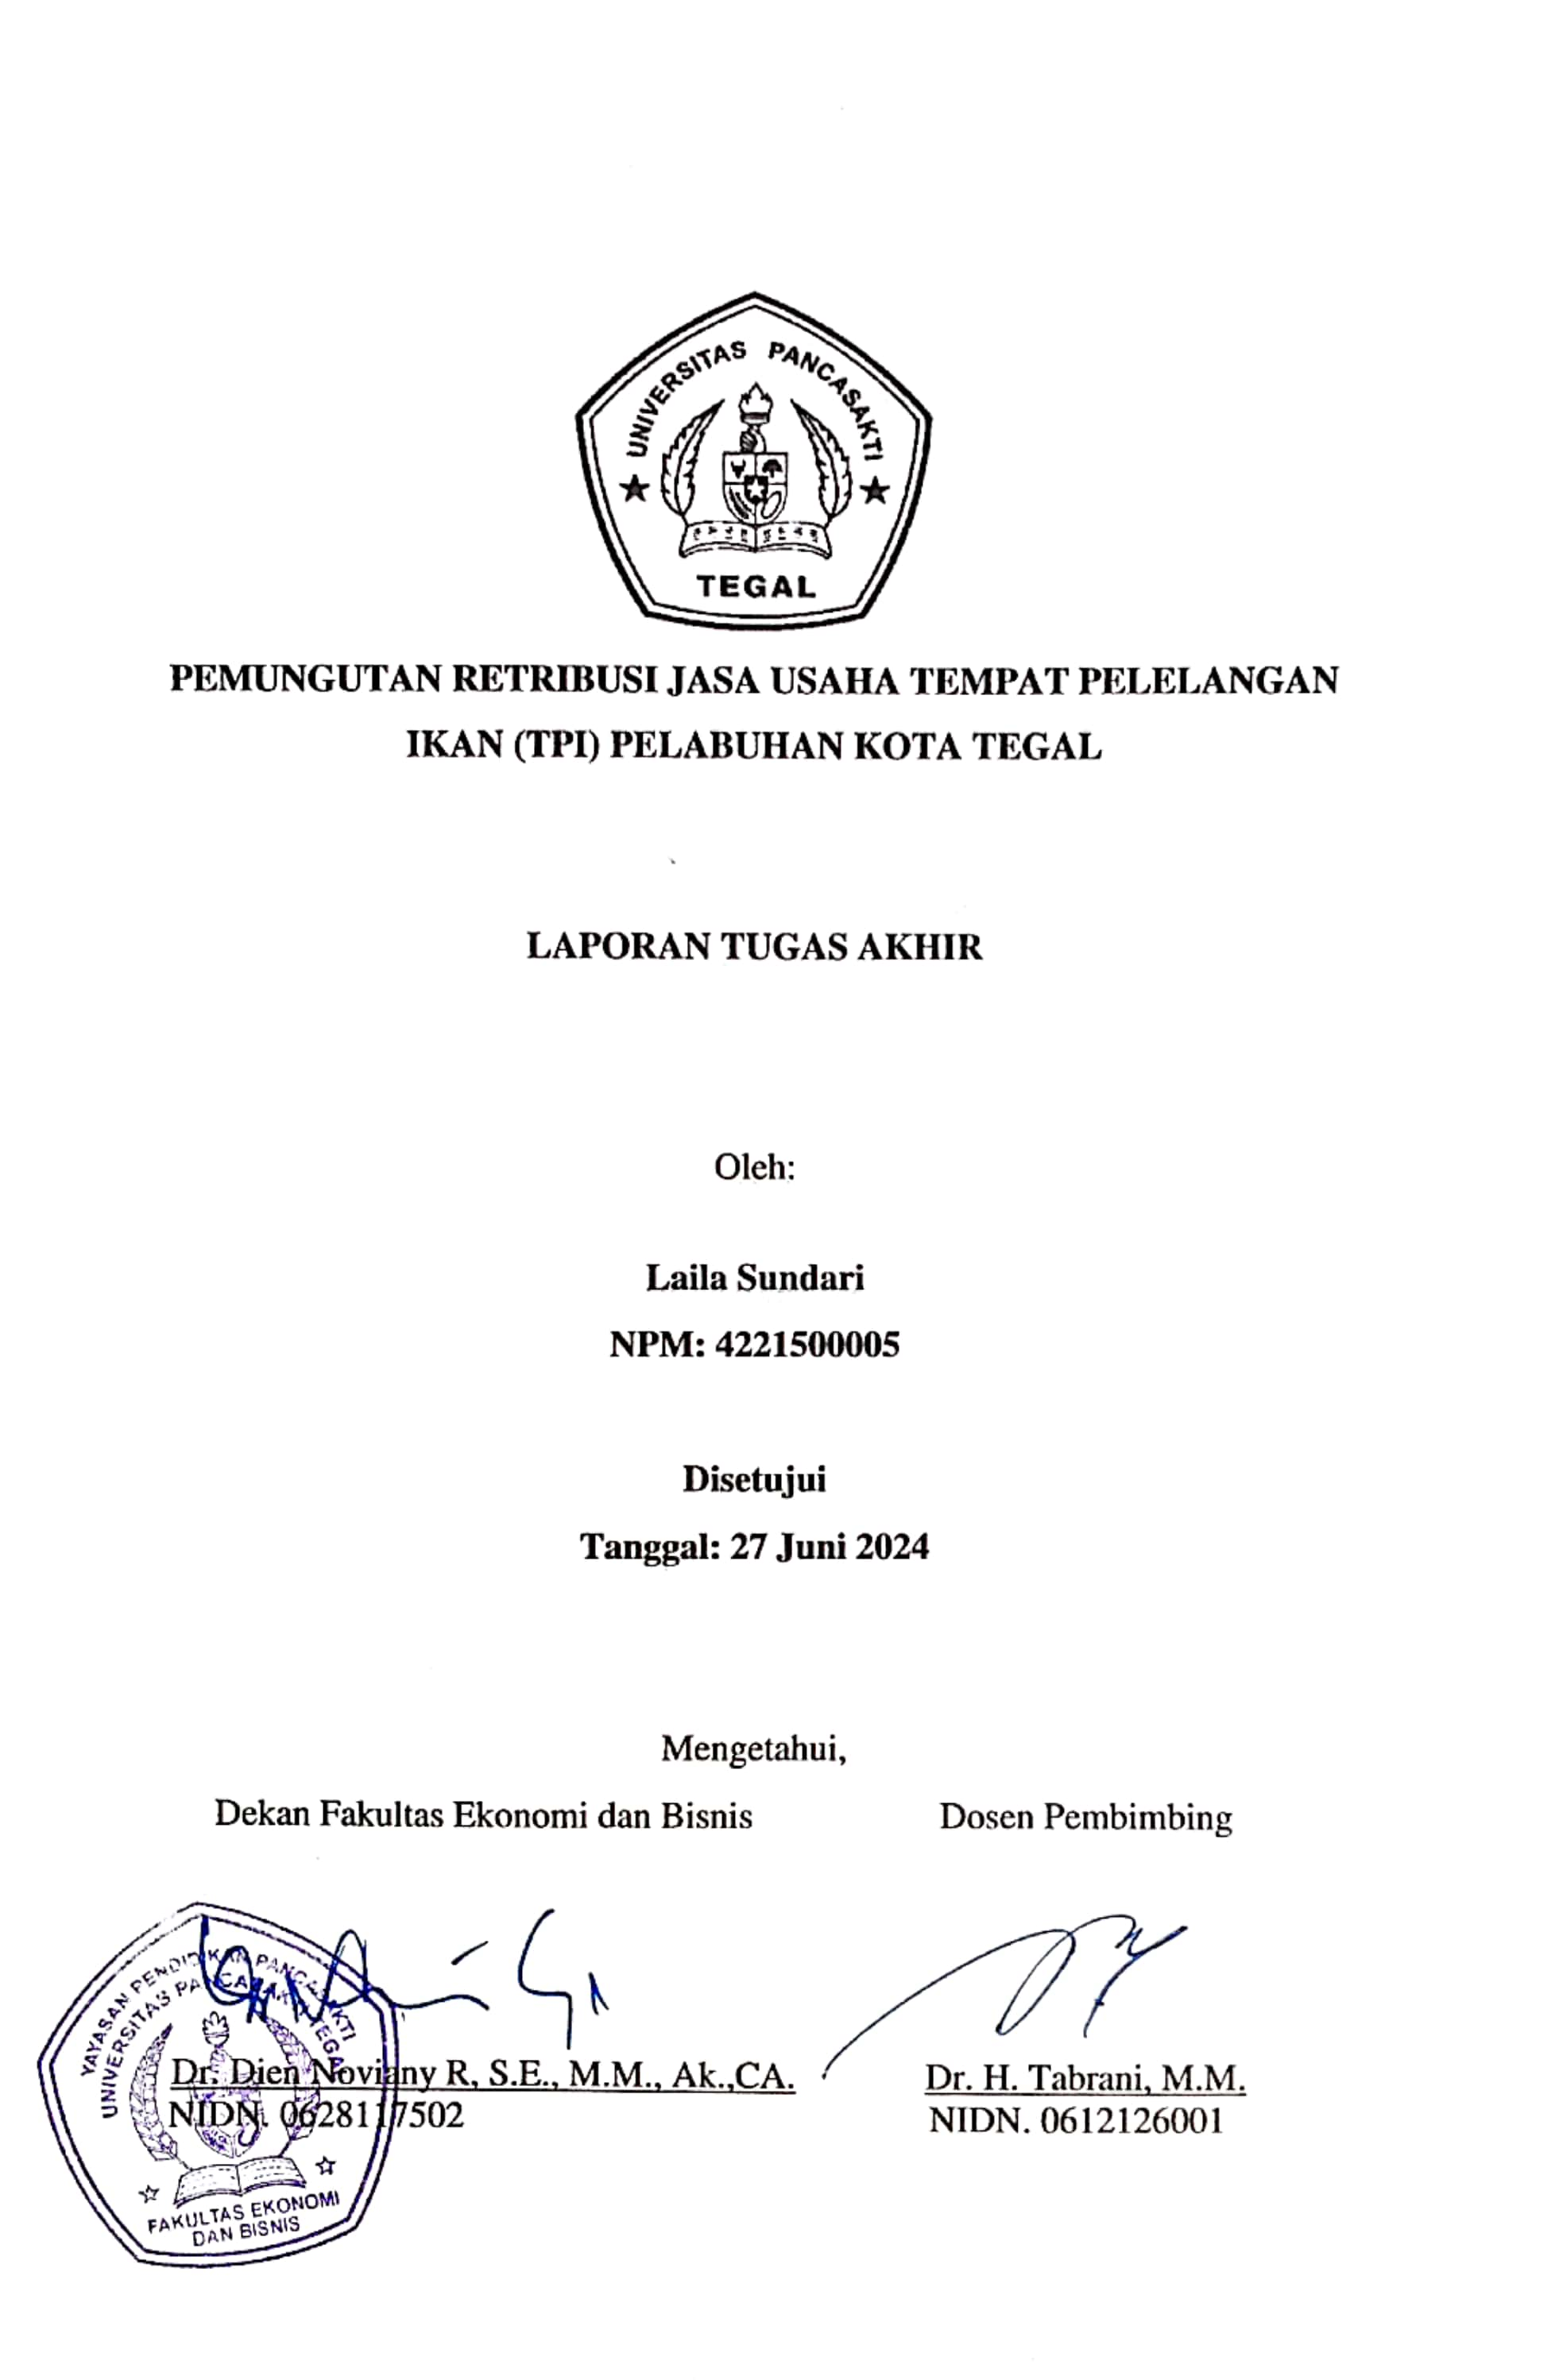 UNIVERSITAS PANCASAKTI
TEGAL
PEMUNGUTAN RETRIBUSI JASA USAHA TEMPAT PELELANGAN
IKAN (TPI) PELABUHAN KOTA TEGAL
LAPORAN TUGAS AKHIR
Oleh:
Laila Sundari
NPM: 4221500005
Disetujui
Tanggal: 27 Juni 2024
Mengetahui,
Dekan Fakultas Ekonomi dan Bisnis
Dosen Pembimbing
YAYASAN PENDIDIKAN PANCASAKTI
UNIVERSITAS PANCASAKTI TEGAL
Dr. Dien Noviany R, S.E., M.M., Ak.,CA.
NIDN. 0628117502
Dr. H. Tabrani, M.M.
NIDN. 0612126001
FAKULTAS EKONOMI
DAN BISNIS